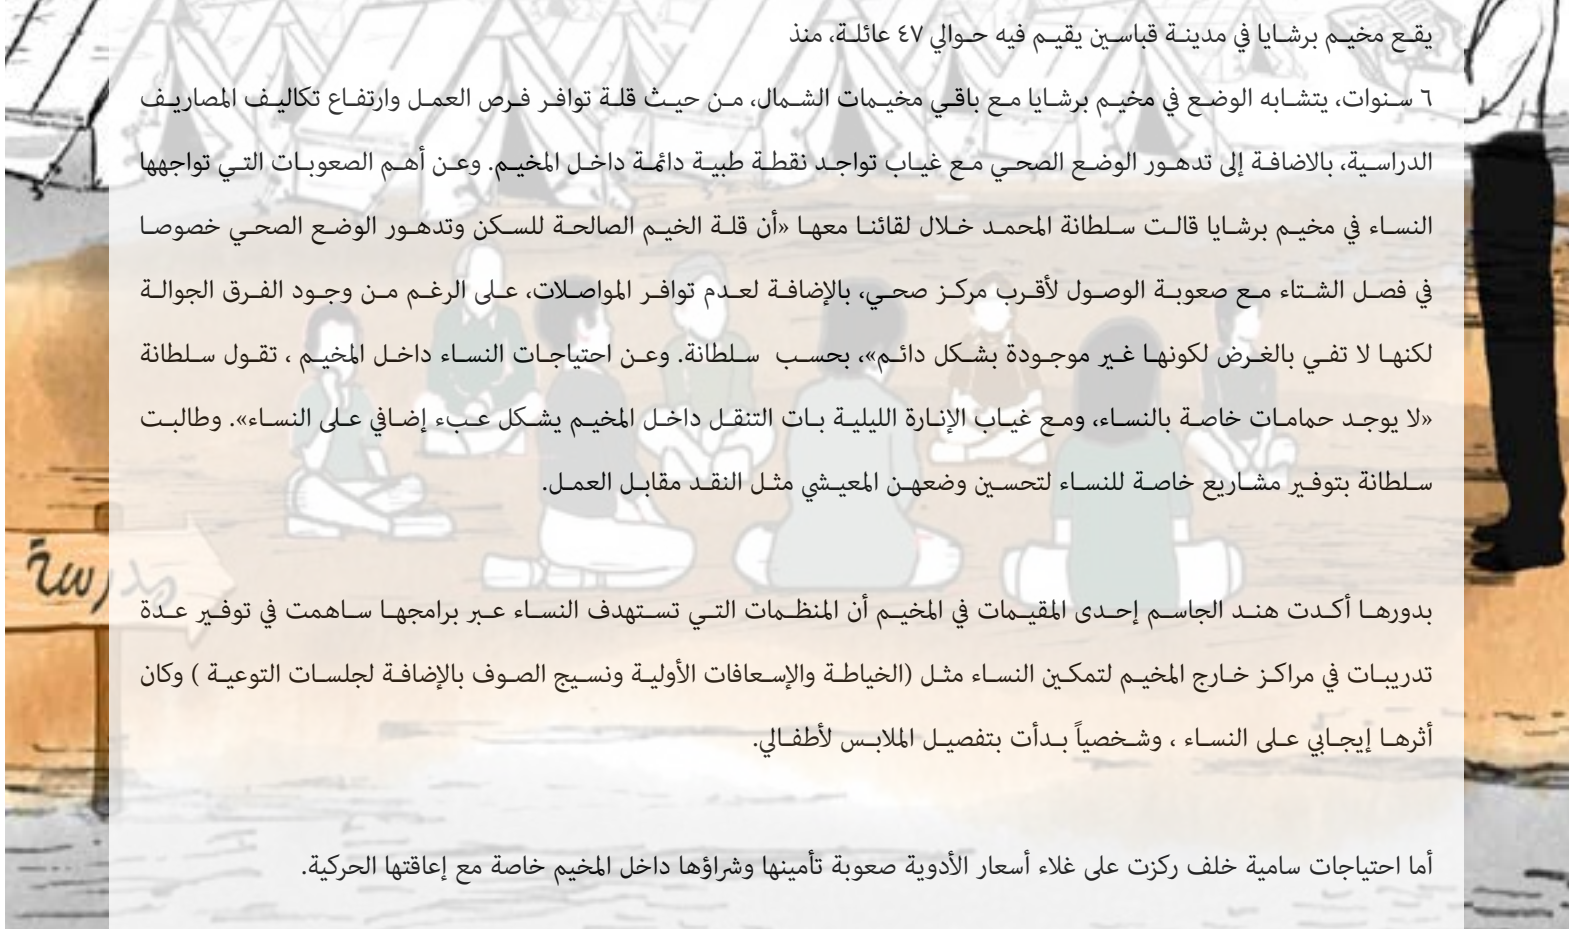 يقع مخيم برشايا في مدينة قباسين يقيم فيه حوالي ٤٧ عائلة، منذ
٦ سنوات، يتشابه الوضع في مخيم برشايا مع باقي مخيمات الشمال، من حيث قلة توافر فرص العمل وارتفاع تكاليف المصاريف
الدراسية، بالاضافة إلى تدهور الوضع الصحي مع غياب تواجد نقطة طبية دائمة داخل المخيم. وعن أهم الصعوبات التي تواجهها
النساء في مخيم برشايا قالت سلطانة المحمد خلال لقائنا معها «أن قلة الخيم الصالحة للسكن وتدهور الوضع الصحي خصوصا
في فصل الشتاء مع صعوبة الوصول لأقرب مركز صحي، بالإضافة لعدم توافر المواصلات، على الرغم من وجود الفرق الجوالة
لكنها لا تفي بالغرض لكونها غير موجودة بشكل دائم»، بحسب سلطانة. وعن احتياجات النساء داخل المخيم ، تقول سلطانة
«لا يوجد حمامات خاصة بالنساء، ومع غياب الإنارة الليلية بات التنقل داخل المخيم يشكل عبء إضافي على النساء». وطالبت
سلطانة بتوفير مشاريع خاصة للنساء لتحسين وضعهن المعيشي مثل النقد مقابل العمل.
مدرسة
بدورها أكدت هند الجاسم إحدى المقيمات في المخيم أن المنظمات التي تستهدف النساء عبر برامجها ساهمت في توفير عدة
تدريبات في مراكز خارج المخيم لتمكين النساء مثل (الخياطة والإسعافات الأولية ونسيج الصوف بالإضافة لجلسات التوعية ) وكان
أثرها إيجابي على النساء ، وشخصياً بدأت بتفصيل الملابس لأطفالي.
أما احتياجات سامية خلف ركزت على غلاء أسعار الأدوية صعوبة تأمينها وشراؤها داخل المخيم خاصة مع إعاقتها الحركية.